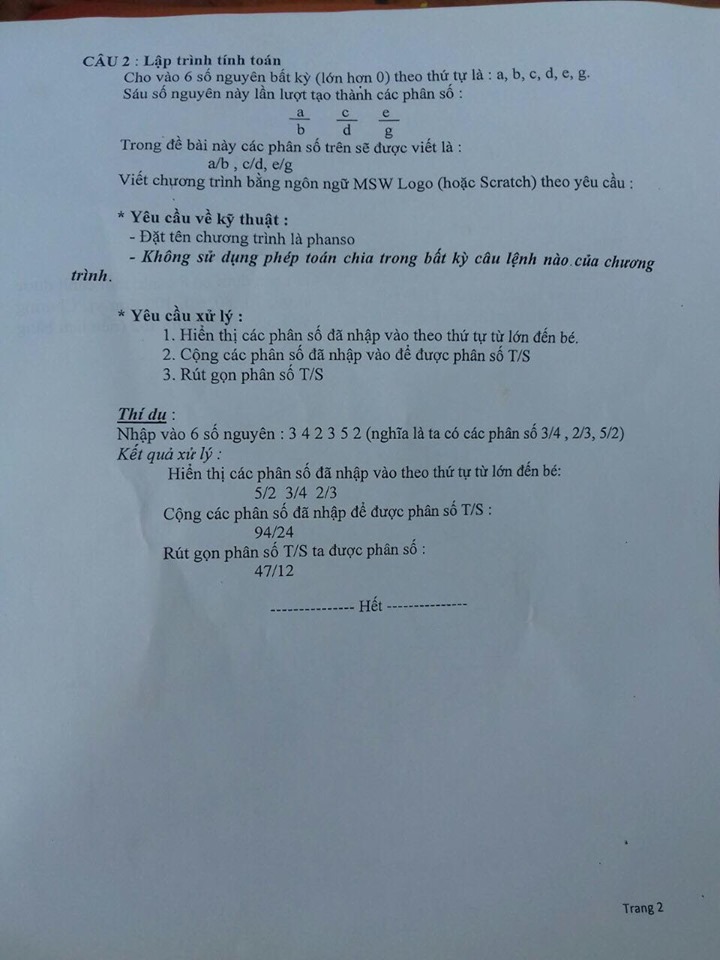 CÂU 2 : Lập trình tính toán
Cho vào 6 số nguyên bất kỳ (lớn hơn 0) theo thứ tự là : a, b, c, d, e, g.
Sáu số nguyên này lần lượt tạo thành các phân số :
a c e
b d g
Trong đề bài này các phân số trên sẽ được viết là :
a/b , c/d, e/g
Viết chương trình bằng ngôn ngữ MSW Logo (hoặc Scratch) theo yêu cầu :
* Yêu cầu về kỹ thuật :
- Đặt tên chương trình là phanso
- Không sử dụng phép toán chia trong bất kỳ câu lệnh nào của chương
trình.
* Yêu cầu xử lý :
1. Hiển thị các phân số đã nhập vào theo thứ tự từ lớn đến bé.
2. Cộng các phân số đã nhập vào để được phân số T/S
3. Rút gọn phân số T/S
Thí dụ :
Nhập vào 6 số nguyên : 3 4 2 3 5 2 (nghĩa là ta có các phân số 3/4 , 2/3, 5/2)
Kết quả xử lý :
Hiển thị các phân số đã nhập vào theo thứ tự từ lớn đến bé:
5/2 3/4 2/3
Cộng các phân số đã nhập để được phân số T/S :
94/24
Rút gọn phân số T/S ta được phân số :
47/12
--------------- Hết ---------------
Trang 2